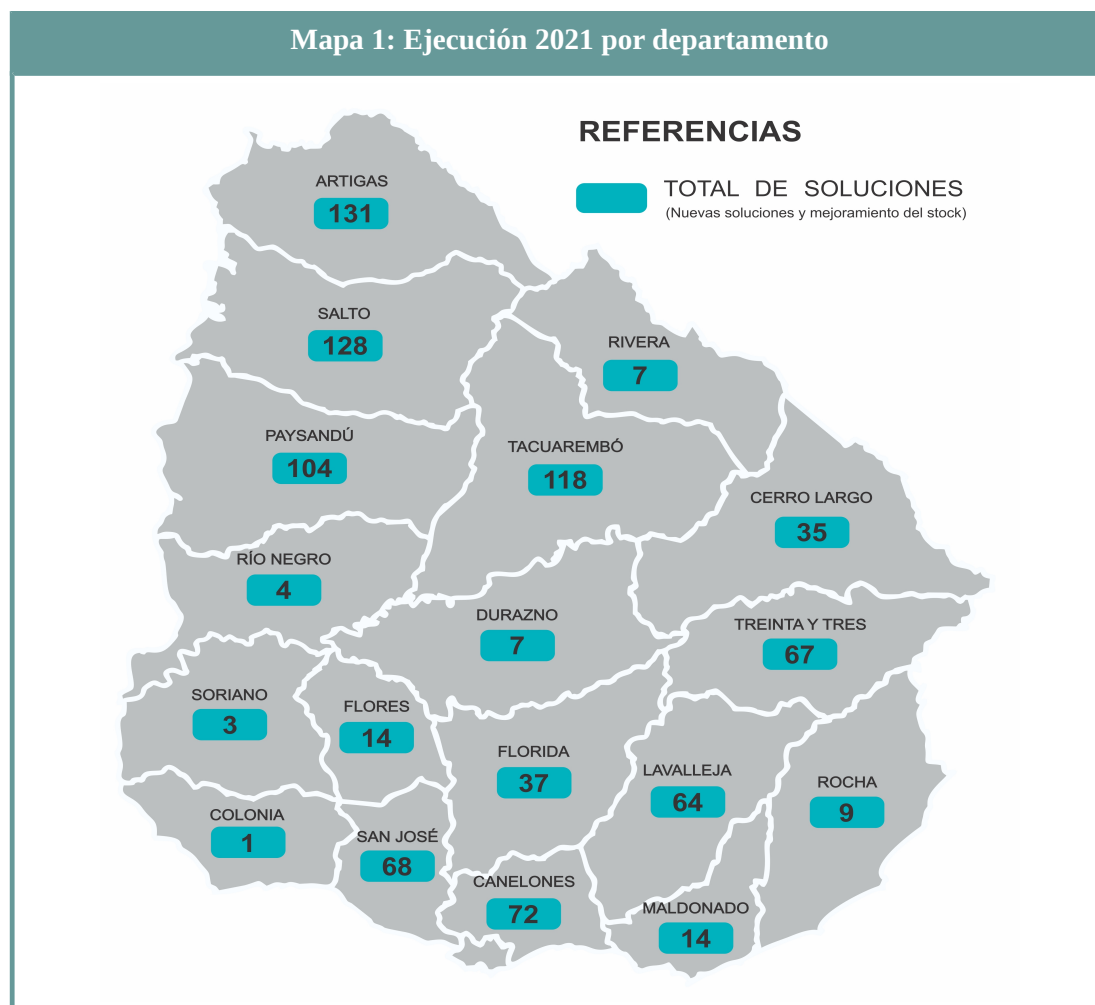 Mapa 1: Ejecución 2021 por departamento
REFERENCIAS
TOTAL DE SOLUCIONES
(Nuevas soluciones y mejoramiento del stock)
ARTIGAS
131
SALTO
128
RIVERA
7
PAYSANDÚ
104
TACUAREMBÓ
118
CERRO LARGO
35
RÍO NEGRO
4
DURAZNO
7
TREINTA Y TRES
67
SORIANO
3
FLORES
14
FLORIDA
37
LAVALLEJA
64
ROCHA
9
COLONIA
1
SAN JOSÉ
68
CANELONES
72
MALDONADO
14